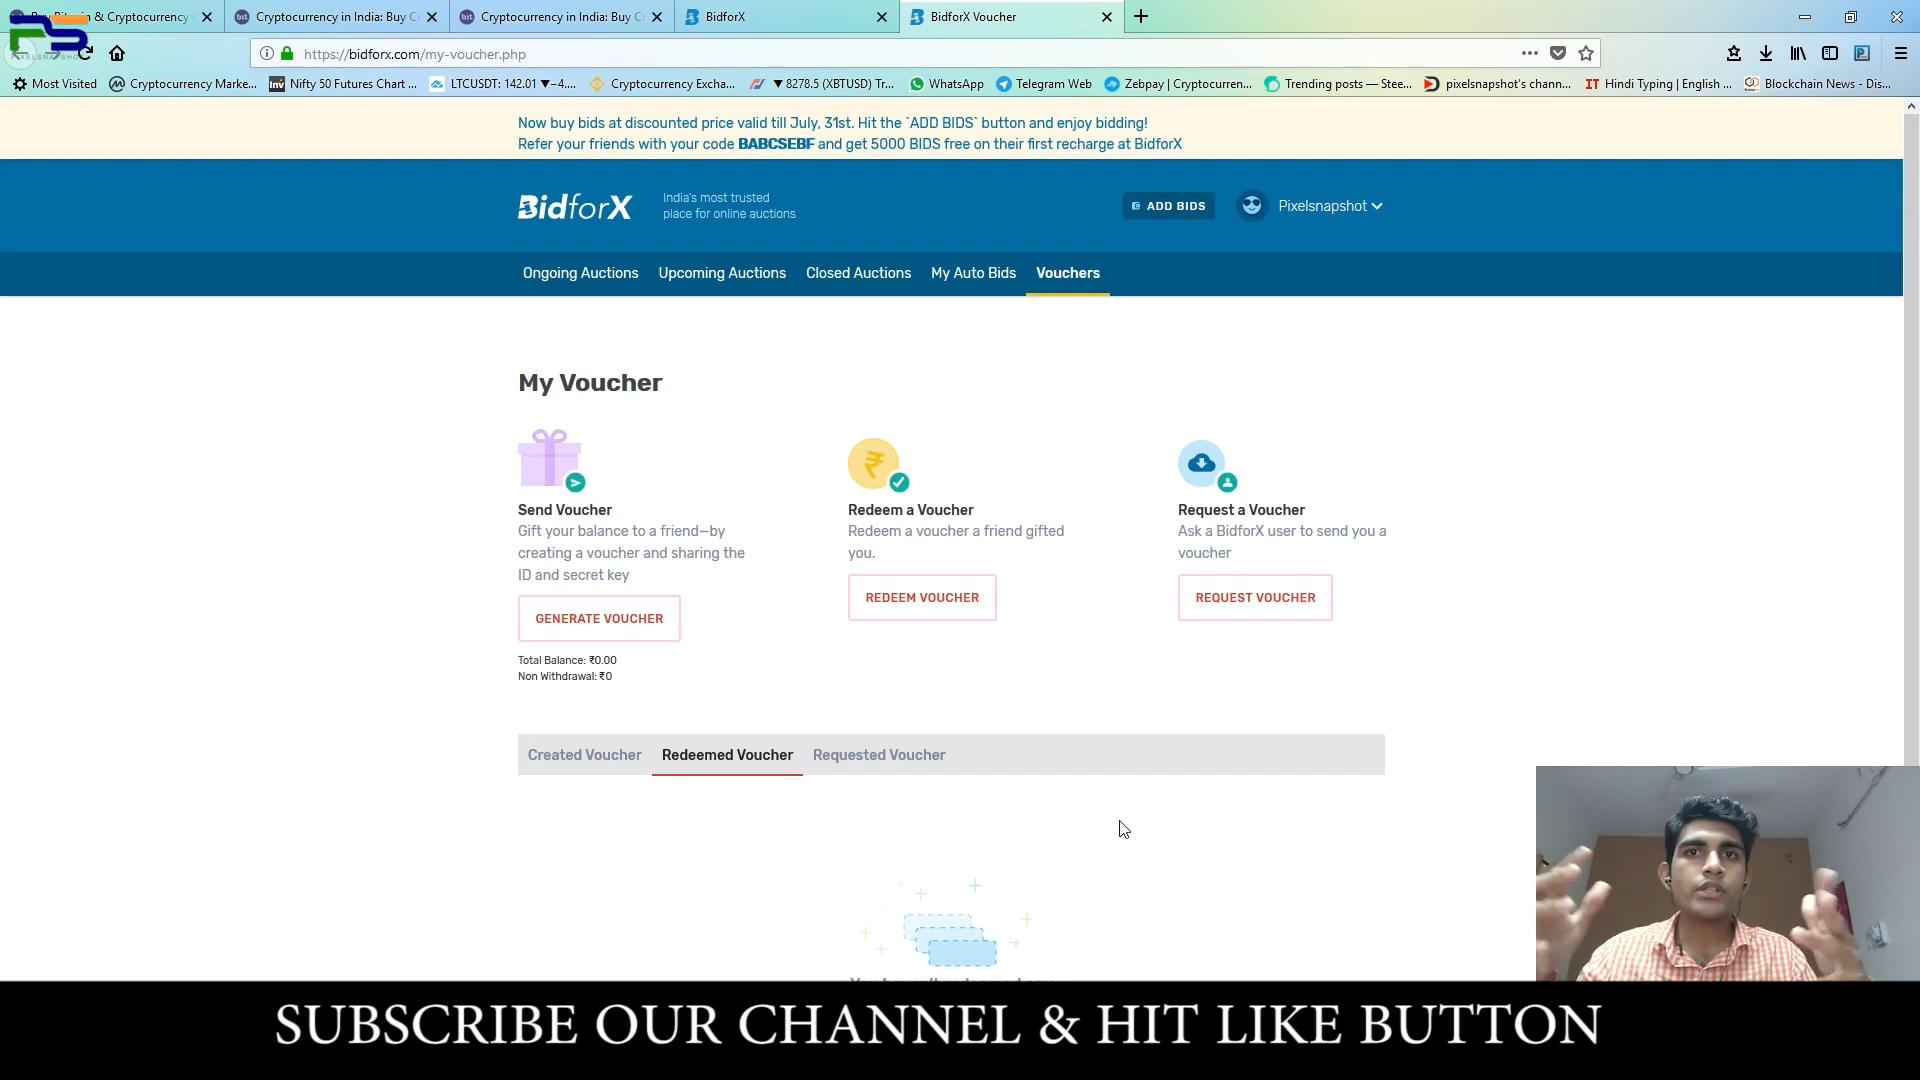 Buy Bitcoin & Cryptocurrency
Cryptocurrency in India: Buy C
Cryptocurrency in India: Buy C
BidforX
BidforX Voucher
https://bidforx.com/my-voucher.php
Most Visited
Cryptocurrency Marke...
Nifty 50 Futures Chart ...
LTCUSDT: 142.01 ▼−4....
Cryptocurrency Excha...
▼ 8278.5 (XBTUSD) Tr...
WhatsApp
Telegram Web
Zebpay | Cryptocurren...
Trending posts — Stee...
pixelsnapshot's chann...
Hindi Typing | English ...
Blockchain News - Dis...
Now buy bids at discounted price valid till July, 31st. Hit the `ADD BIDS` button and enjoy bidding!
Refer your friends with your code BABCSEBF and get 5000 BIDS free on their first recharge at BidforX
BidforX
India's most trusted
place for online auctions
ADD BIDS
Pixelsnapshot
Ongoing Auctions
Upcoming Auctions
Closed Auctions
My Auto Bids
Vouchers
My Voucher
Send Voucher
Gift your balance to a friend—by
creating a voucher and sharing the
ID and secret key
GENERATE VOUCHER
Total Balance: ₹0.00
Non Withdrawal: ₹0
Redeem a Voucher
Redeem a voucher a friend gifted
you.
REDEEM VOUCHER
Request a Voucher
Ask a BidforX user to send you a
voucher
REQUEST VOUCHER
Created Voucher
Redeemed Voucher
Requested Voucher
SUBSCRIBE OUR CHANNEL & HIT LIKE BUTTON